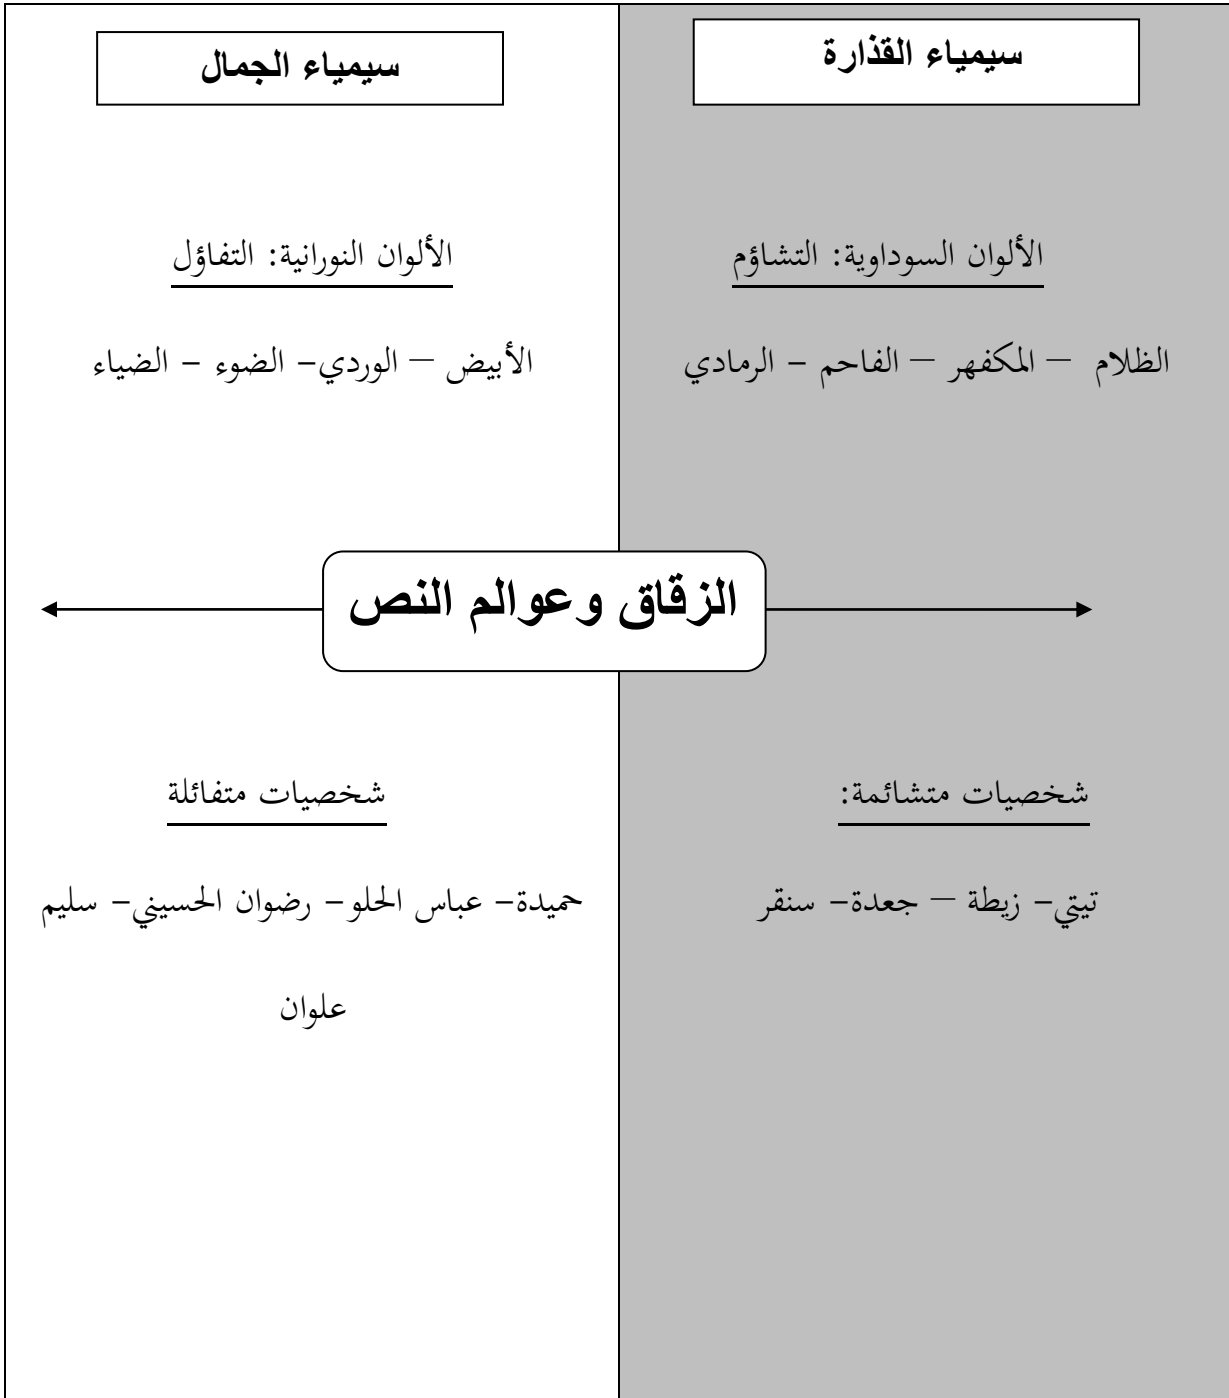 سيمياء القذارة
الألوان السوداوية: التشاؤم
الظلام – المكفهر – الفاحم – الرمادي
سيمياء الجمال
الألوان النورانية: التفاؤل
الأبيض – الوردي– الضوء – الضياء
الزقاق وعوالم النص
شخصيات متشائمة:
تيتي– زيطة – جعدة– سنقر
شخصيات متفائلة
حميدة– عباس الحلو– رضوان الحسيني– سليم
علوان